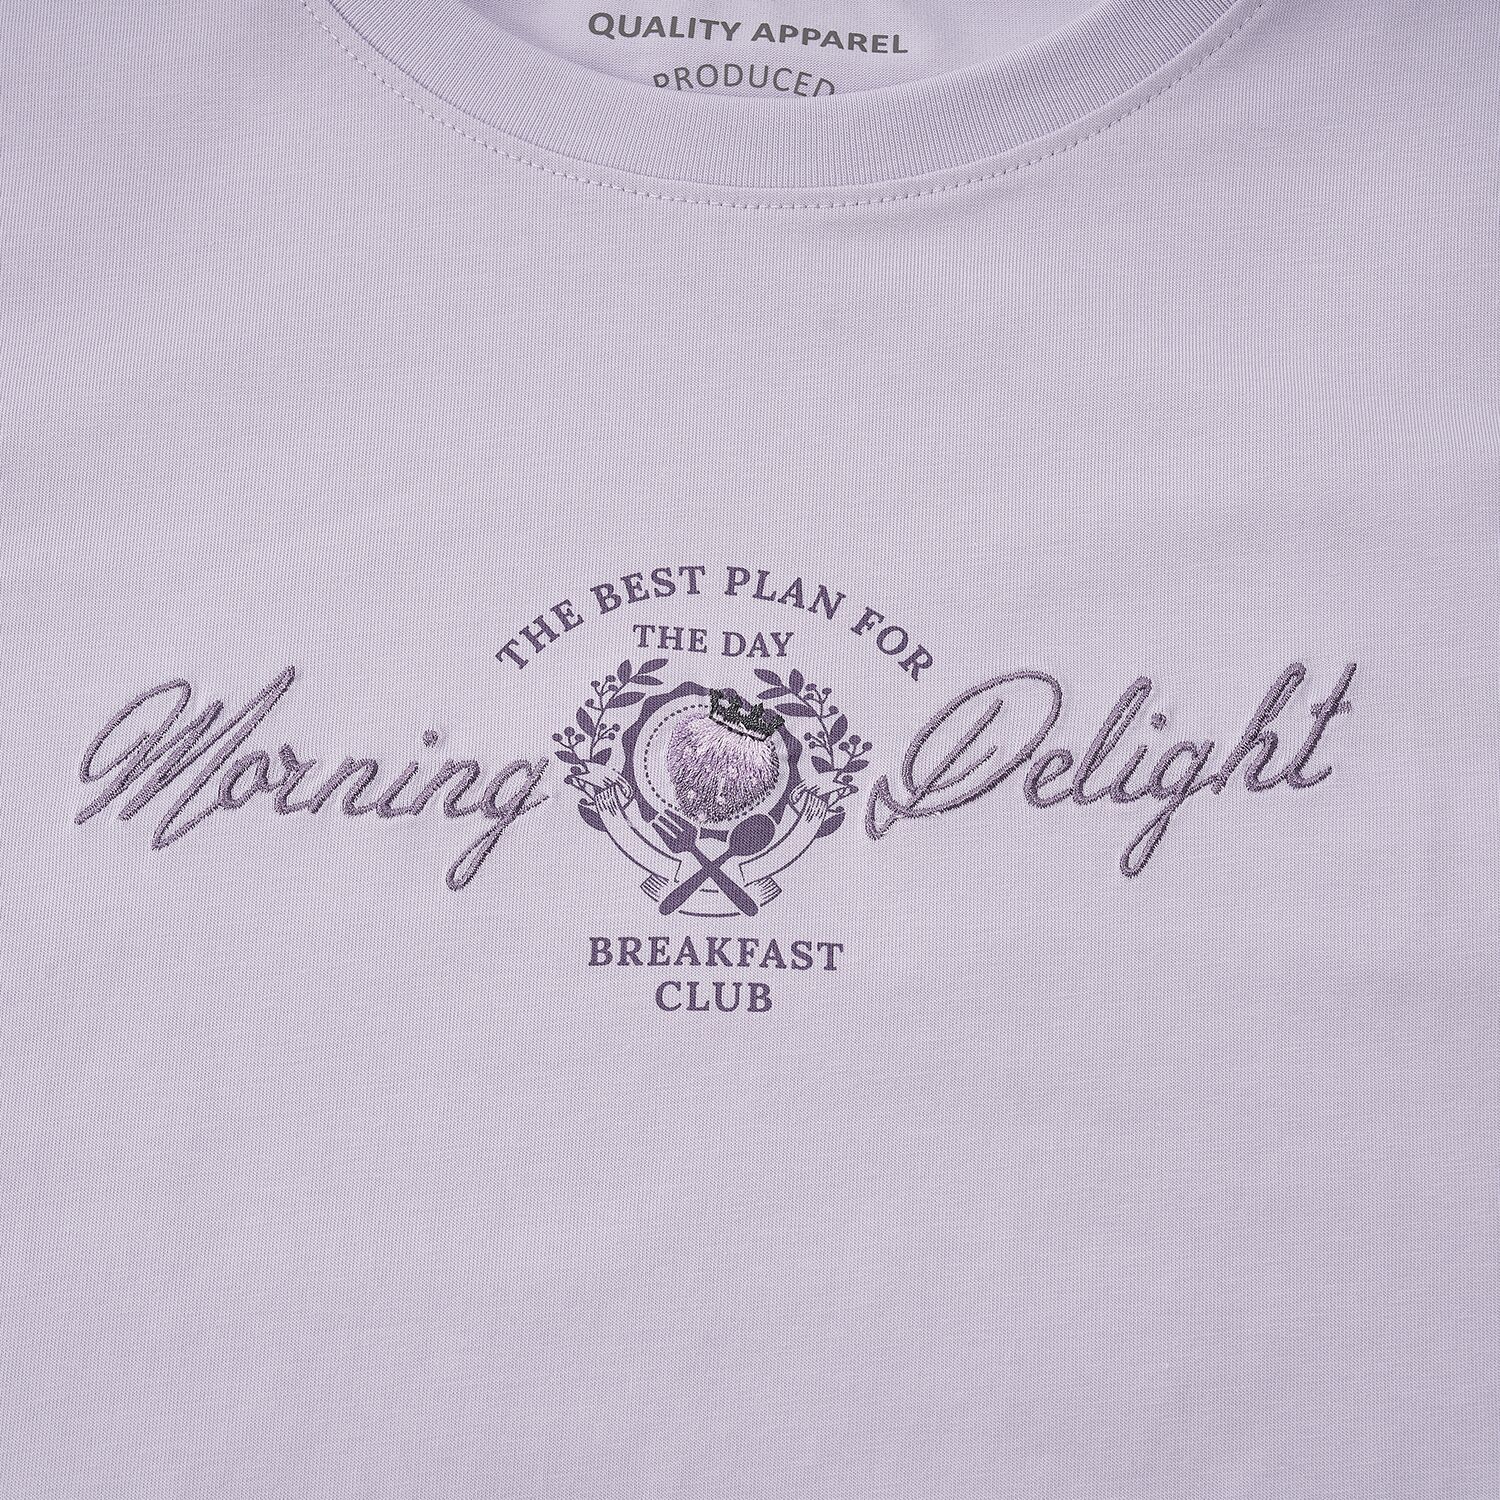 QUALITY APPAREL
PRODUCED
THE BEST PLAN FOR
THE DAY
Morning Delight
BREAKFAST
CLUB